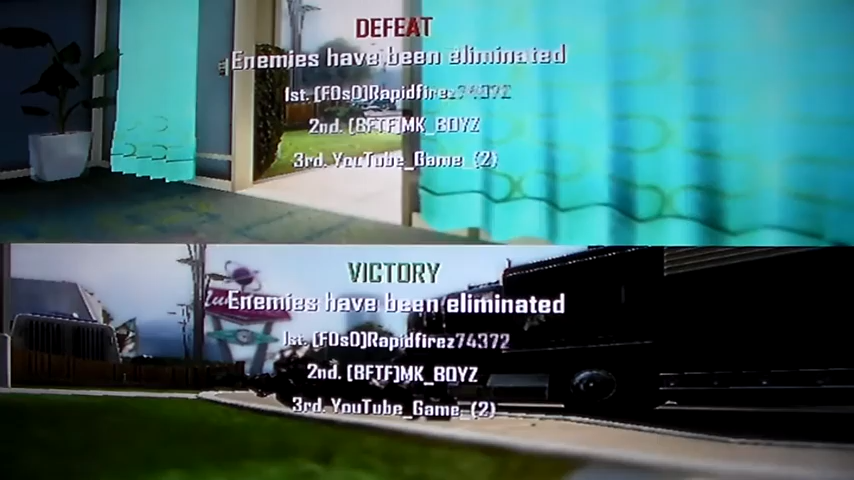 DEFEAT
Enemies have been eliminated
1st. [FOsO]Rapidfirez74372
2nd. [BFTF]MK_BOYZ
3rd. YouTube_Game_(2)
VICTORY
Enemies have been eliminated
1st. [FOsO]Rapidfirez74372
2nd. [BFTF]MK_BOYZ
3rd. YouTube_Game_(2)